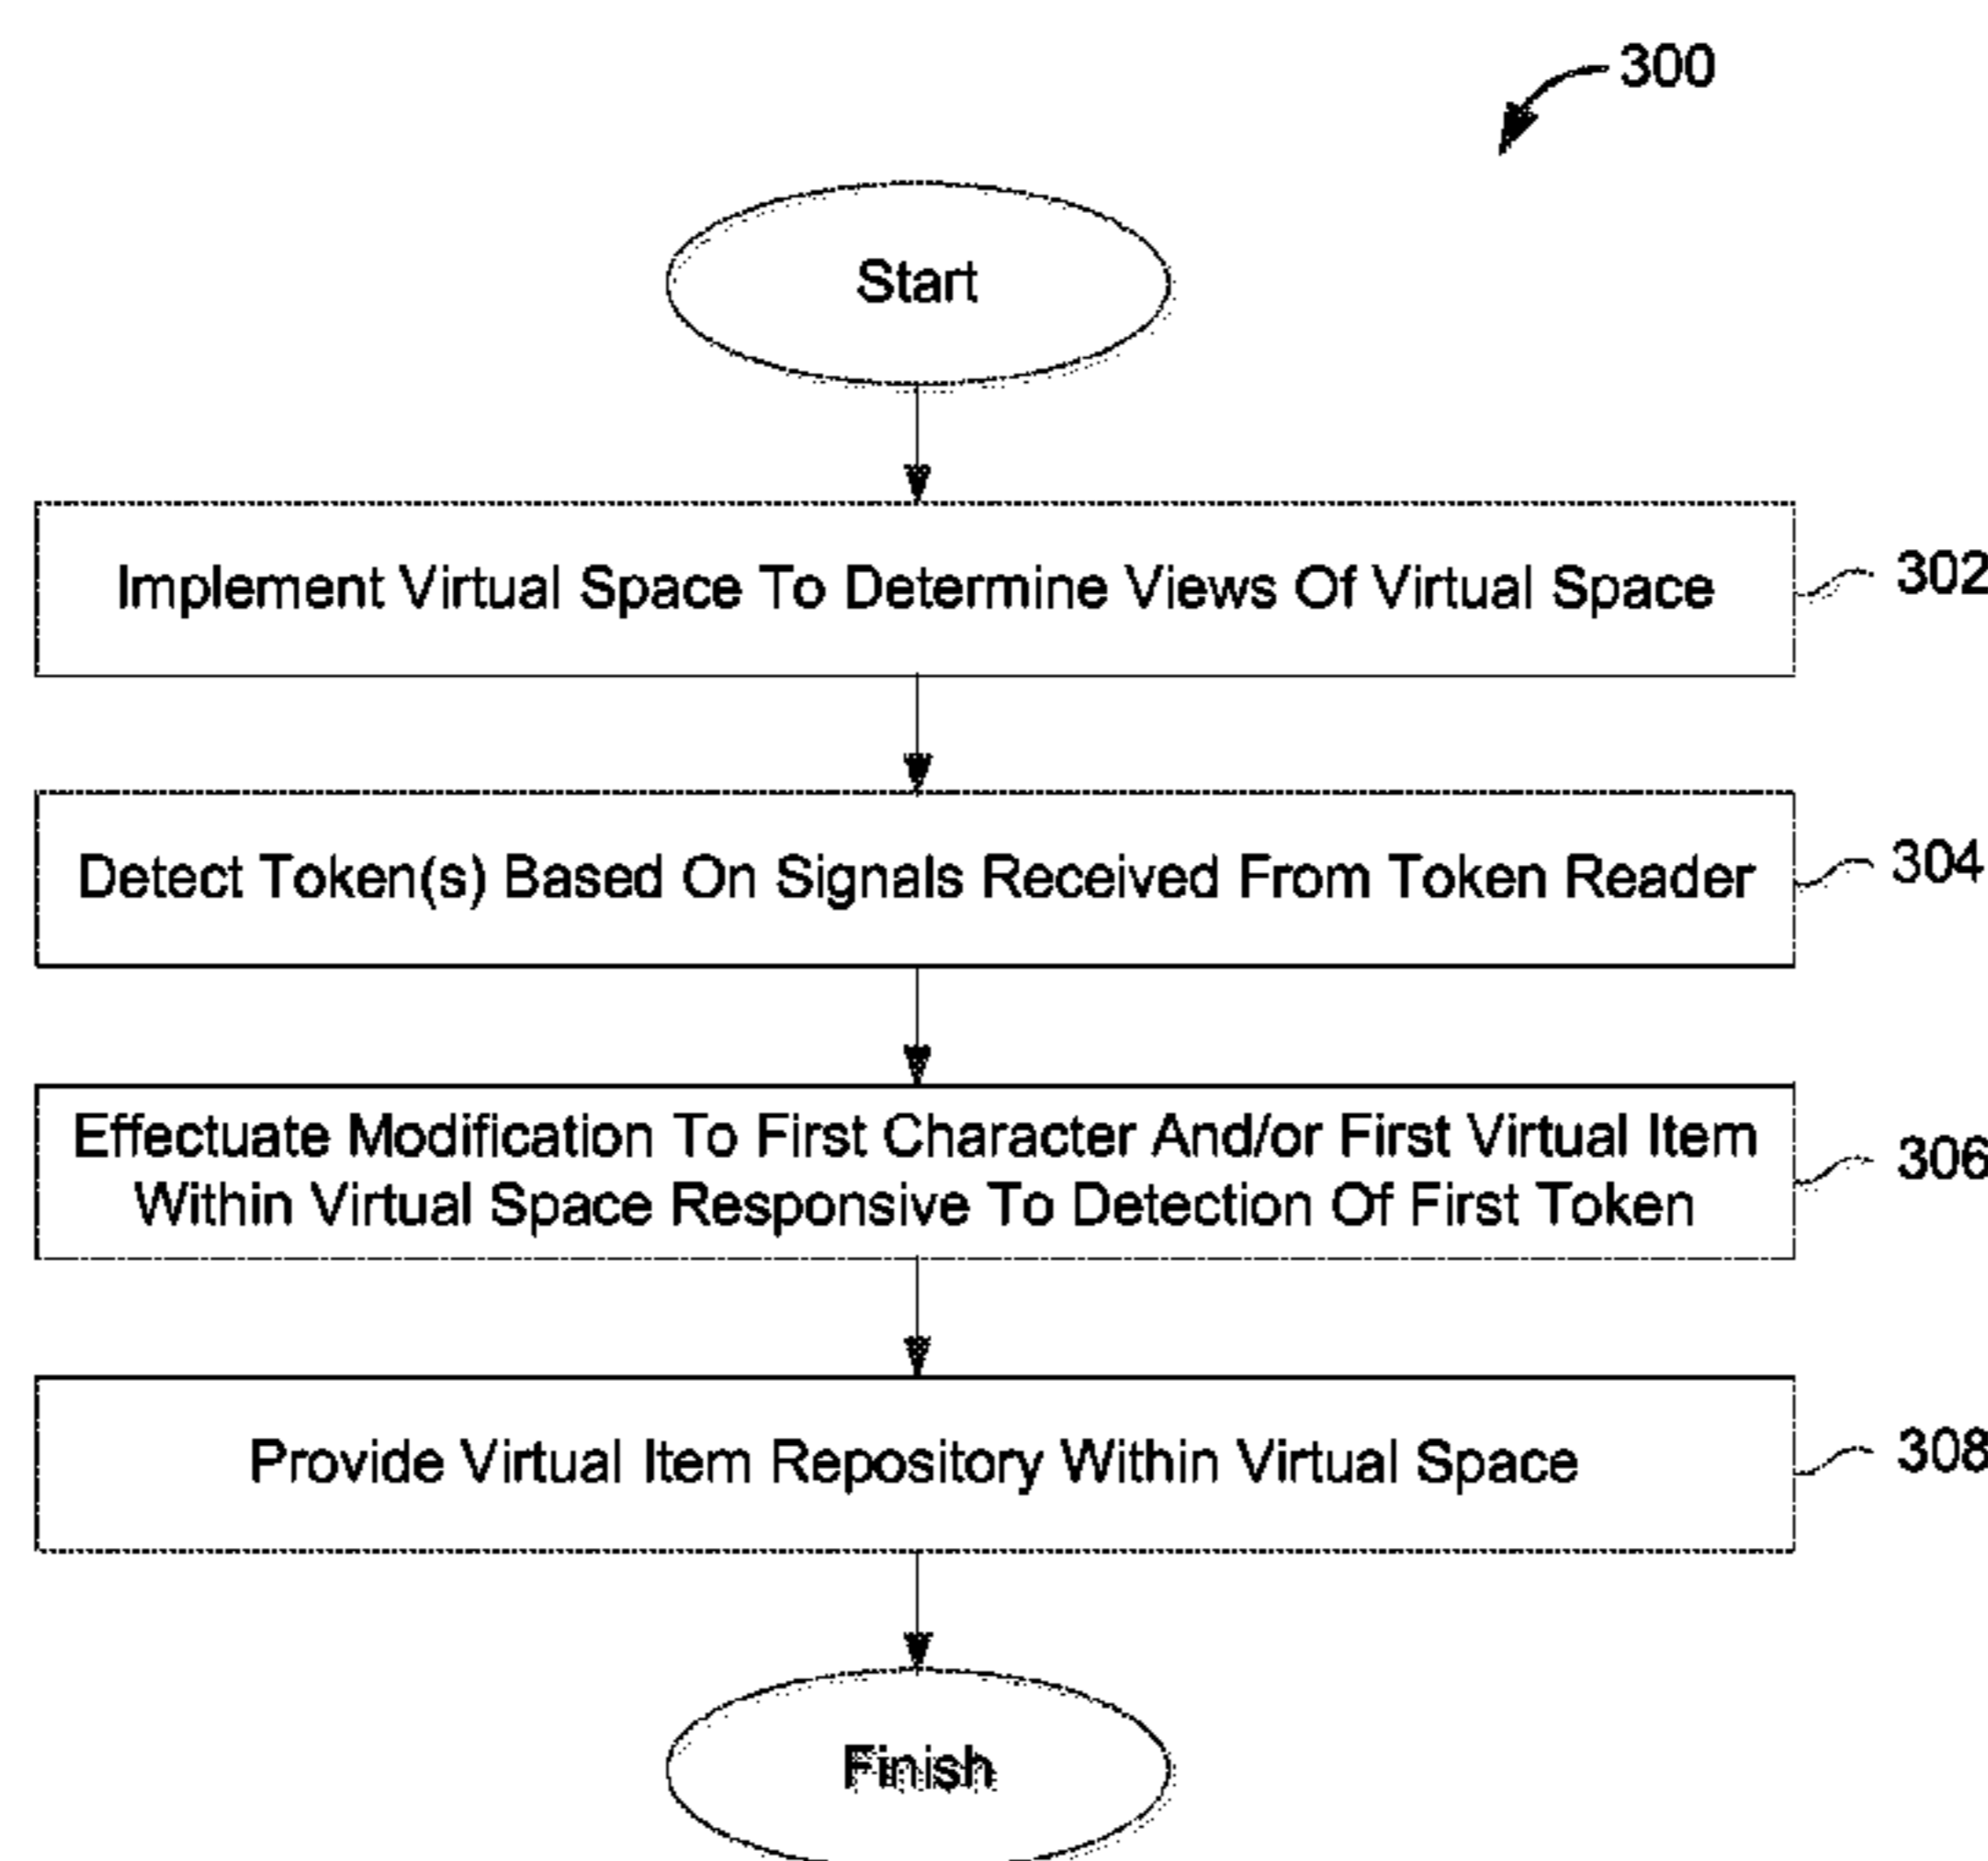 300
Start
Implement Virtual Space To Determine Views Of Virtual Space
302
Detect Token(s) Based On Signals Received From Token Reader
304
Effectuate Modification To First Character And/or First Virtual Item
Within Virtual Space Responsive To Detection Of First Token
306
Provide Virtual Item Repository Within Virtual Space
308
Finish